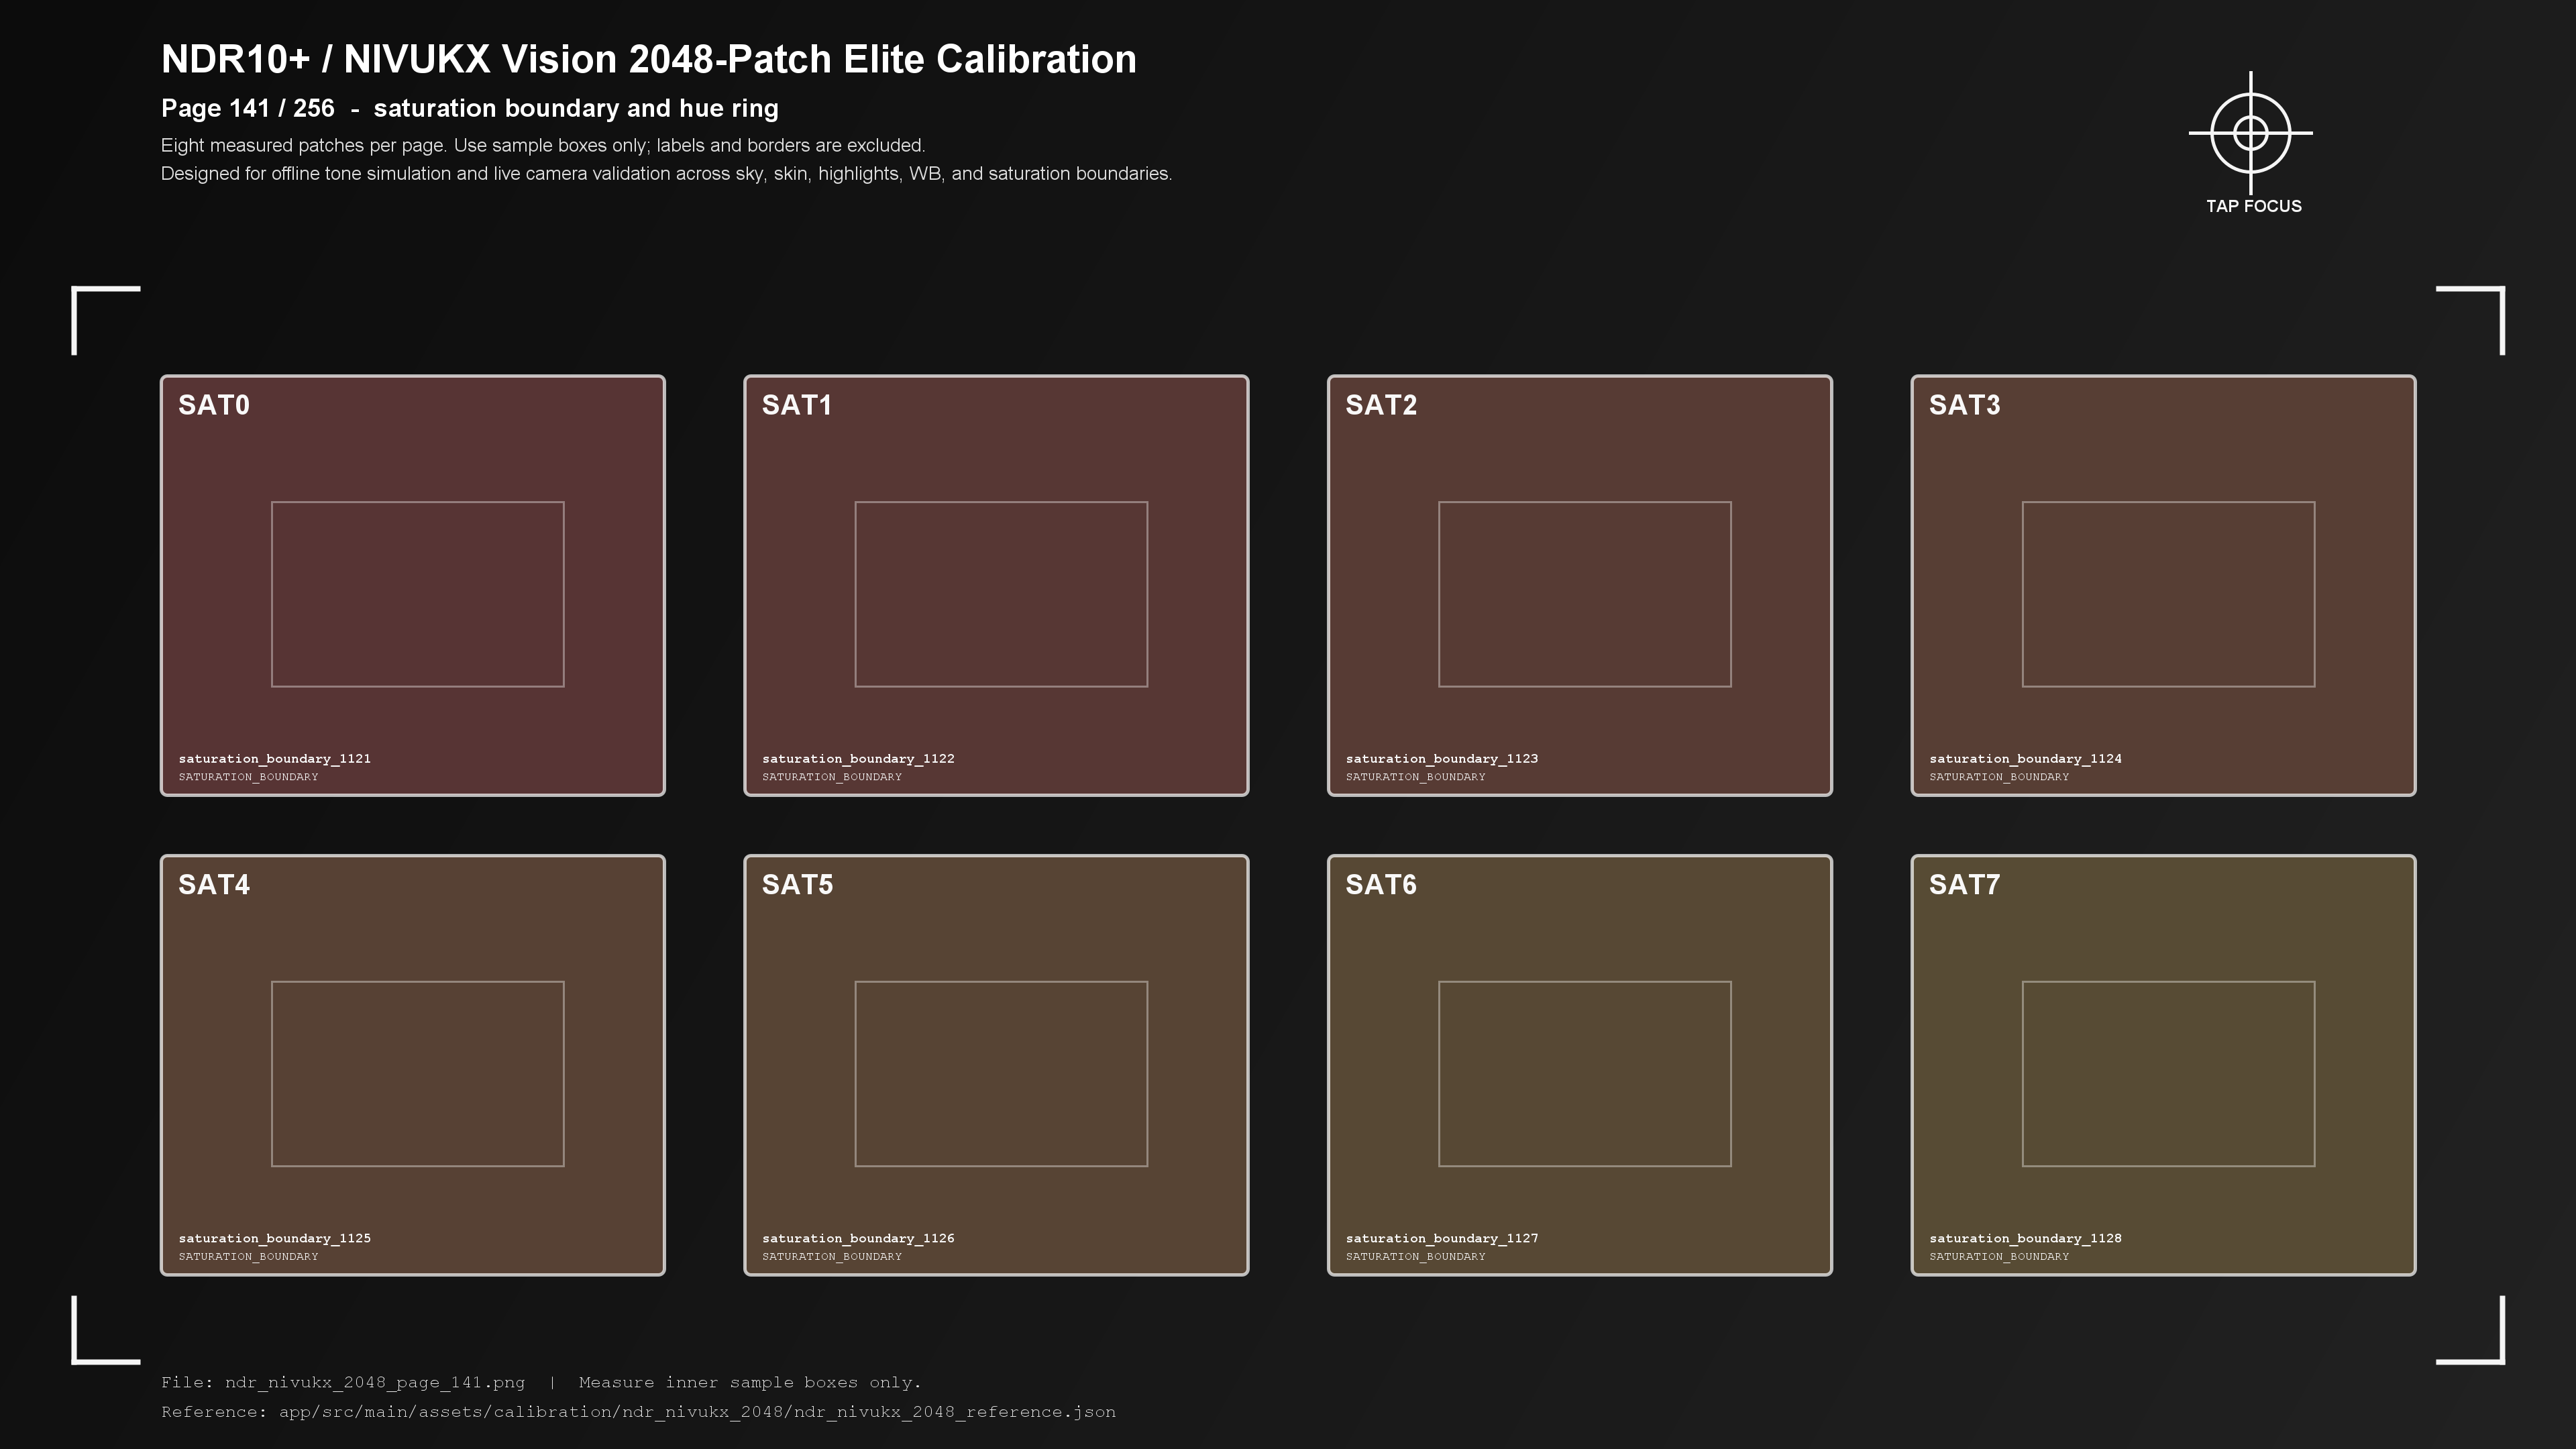 NDR10+ / NIVUKX Vision 2048-Patch Elite Calibration
Page 141 / 256 - saturation boundary and hue ring
Eight measured patches per page. Use sample boxes only; labels and borders are excluded.
Designed for offline tone simulation and live camera validation across sky, skin, highlights, WB, and saturation boundaries.
TAP FOCUS
SAT0
saturation_boundary_1121
SATURATION_BOUNDARY
SAT1
saturation_boundary_1122
SATURATION_BOUNDARY
SAT2
saturation_boundary_1123
SATURATION_BOUNDARY
SAT3
saturation_boundary_1124
SATURATION_BOUNDARY
SAT4
saturation_boundary_1125
SATURATION_BOUNDARY
SAT5
saturation_boundary_1126
SATURATION_BOUNDARY
SAT6
saturation_boundary_1127
SATURATION_BOUNDARY
SAT7
saturation_boundary_1128
SATURATION_BOUNDARY
File: ndr_nivukx_2048_page_141.png | Measure inner sample boxes only.
Reference: app/src/main/assets/calibration/ndr_nivukx_2048/ndr_nivukx_2048_reference.json